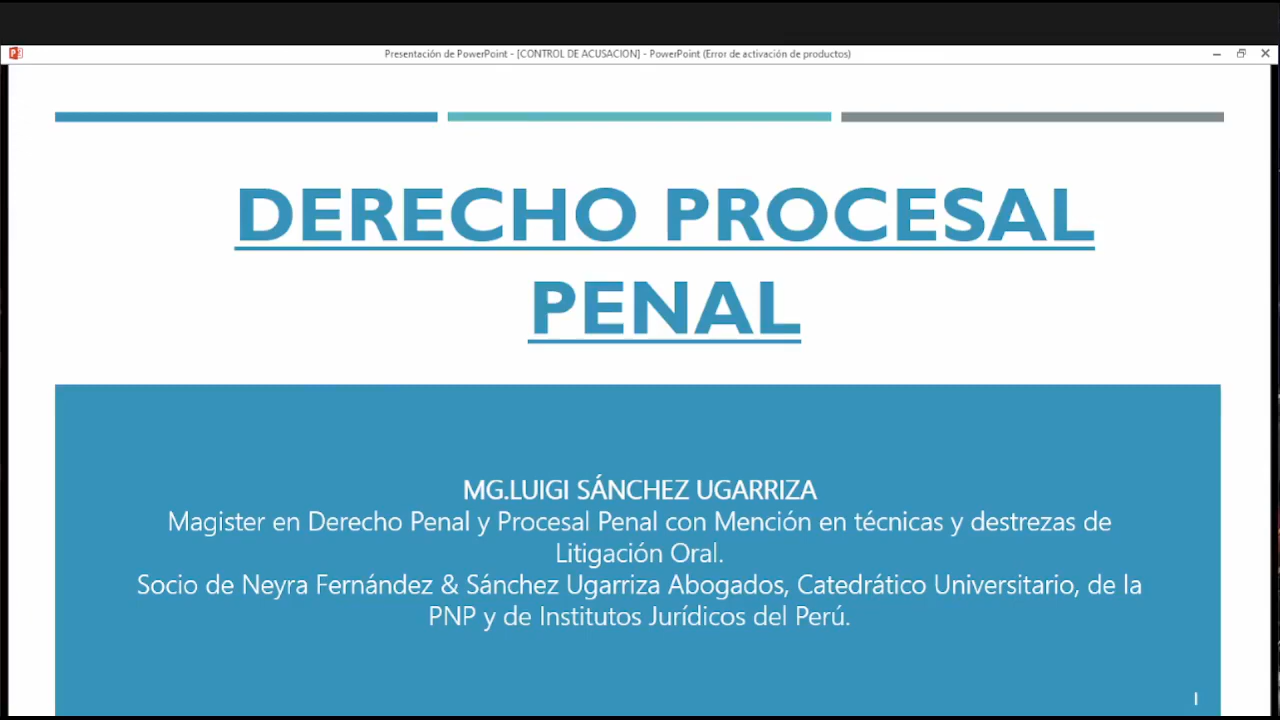 Presentación de PowerPoint - [CONTROL DE ACUSACION] - PowerPoint (Error de activación de productos)
DERECHO PROCESAL
PENAL
MG.LUIGI SÁNCHEZ UGARRIZA
Magister en Derecho Penal y Procesal Penal con Mención en técnicas y destrezas de
Litigación Oral.
Socio de Neyra Fernández & Sánchez Ugarriza Abogados, Catedrático Universitario, de la
PNP y de Institutos Jurídicos del Perú.
1